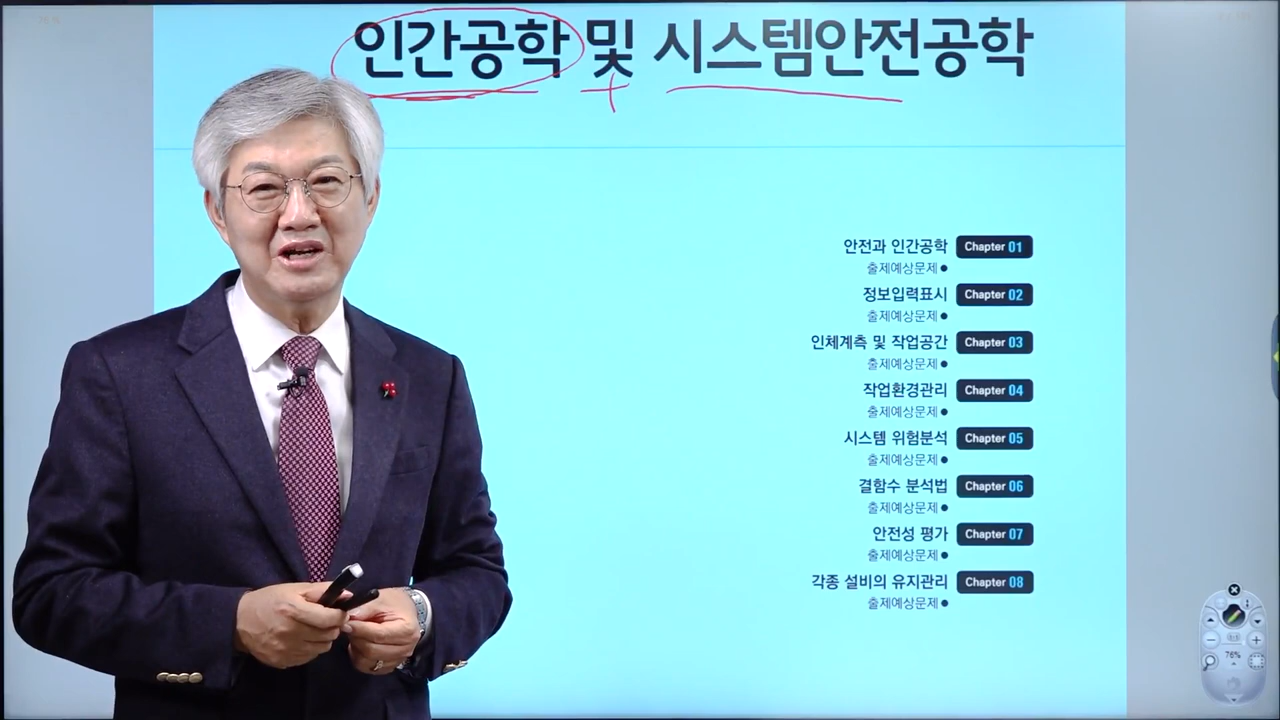 인간공학 및 시스템안전공학
안전과 인간공학 Chapter 01
출제예상문제●
정보입력표시 Chapter 02
출제예상문제●
인체계측 및 작업공간 Chapter 03
출제예상문제●
작업환경관리 Chapter 04
출제예상문제●
시스템 위험분석 Chapter 05
출제예상문제●
결함수 분석법 Chapter 06
출제예상문제●
안전성 평가 Chapter 07
출제예상문제●
각종 설비의 유지관리 Chapter 08
출제예상문제●
76%